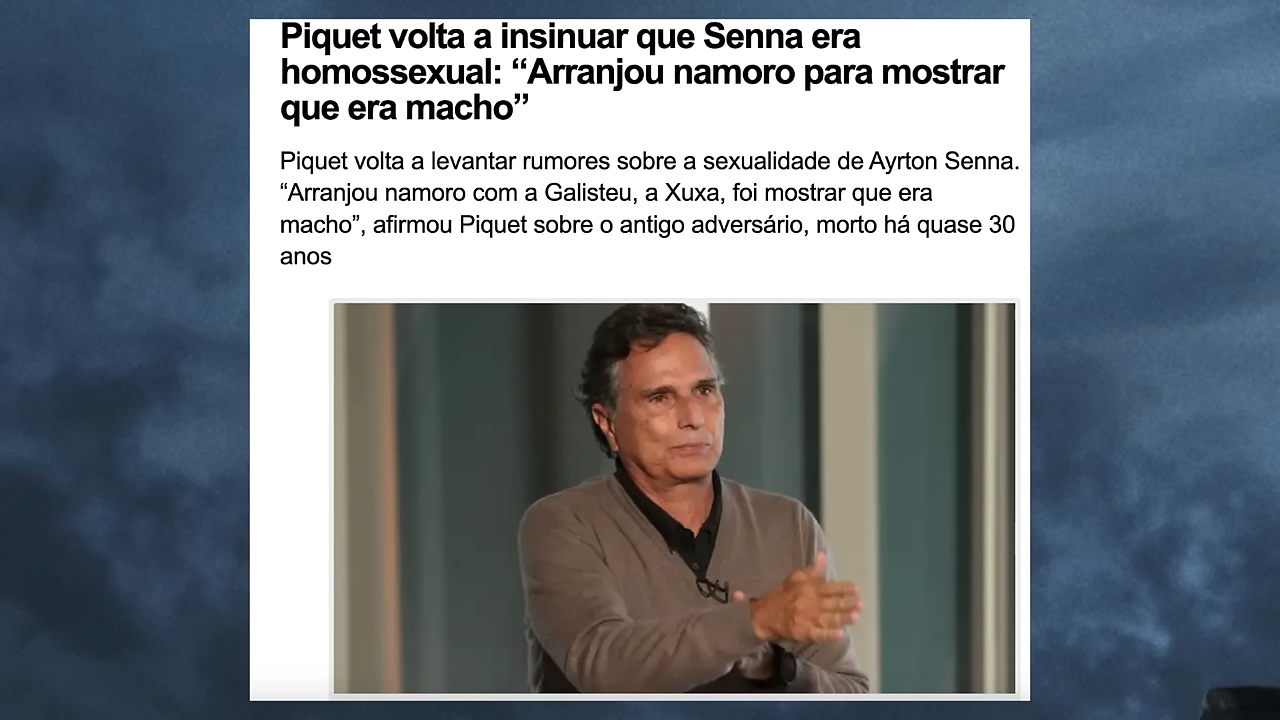 Piquet volta a insinuar que Senna era
homossexual: “Arranjou namoro para mostrar
que era macho”
Piquet volta a levantar rumores sobre a sexualidade de Ayrton Senna.
“Arranjou namoro com a Galisteu, a Xuxa, foi mostrar que era
macho”, afirmou Piquet sobre o antigo adversário, morto há quase 30
anos